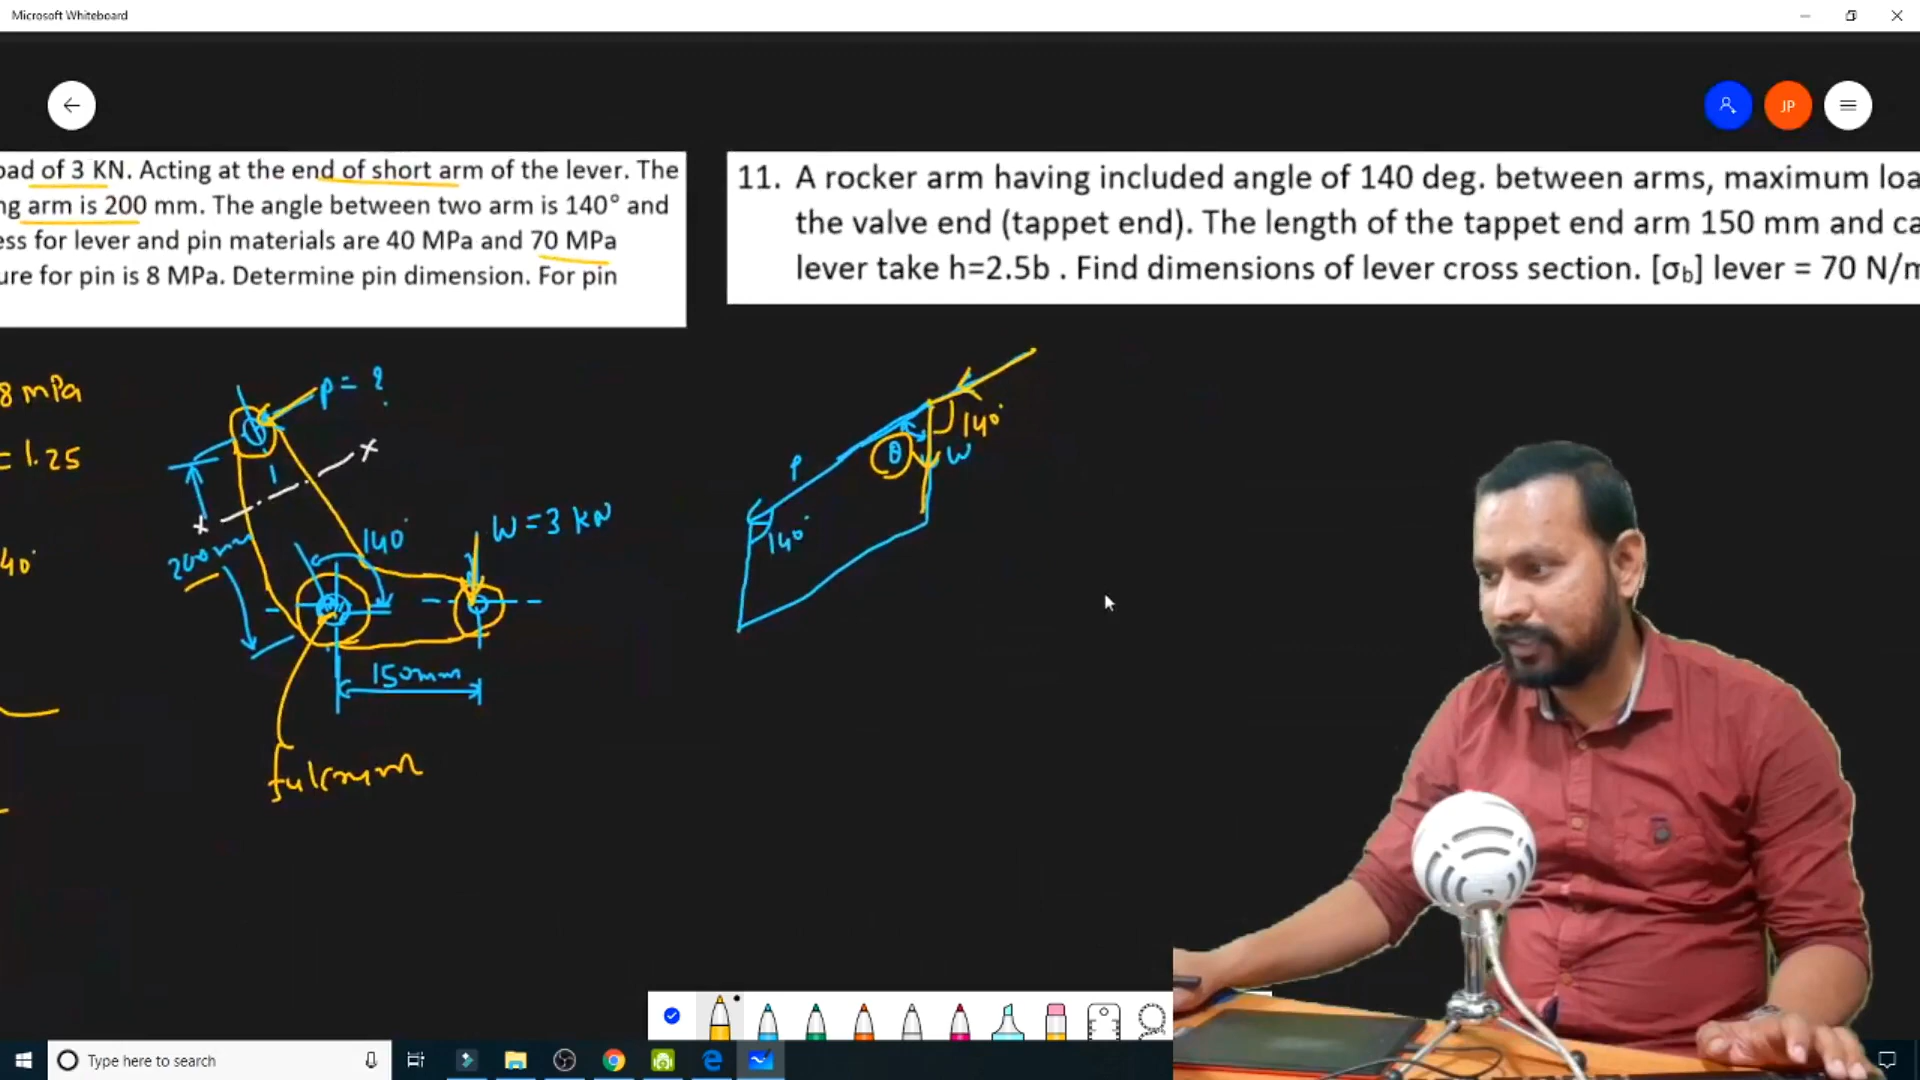 Microsoft Whiteboard
JP
oad of 3 KN. Acting at the end of short arm of the lever. The
ng arm is 200 mm. The angle between two arm is 140° and
ess for lever and pin materials are 40 MPa and 70 MPa
ure for pin is 8 MPa. Determine pin dimension. For pin
11. A rocker arm having included angle of 140 deg. between arms, maximum loa
the valve end (tappet end). The length of the tappet end arm 150 mm and ca
lever take h=2.5b . Find dimensions of lever cross section. [σb] lever = 70 N/m
8 mPa
= 1.25
40°
P = ?
x
x
200mm
140°
W = 3 KN
150mm
fulcrum
140°
θ
W
P
140°
Type here to search